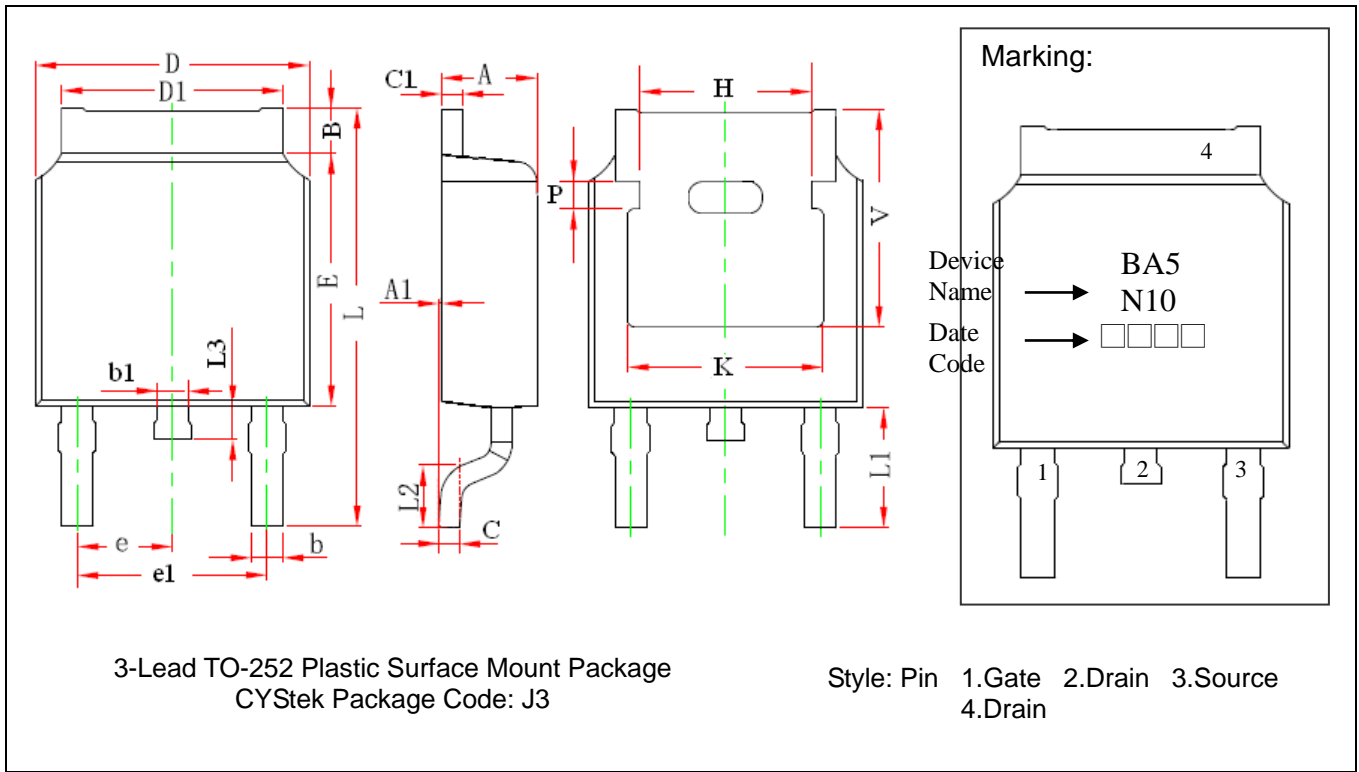 D
D1
B
E
L
L3
b1
e
b
e1
C1
A
A1
L2
C
H
P
V
K
L1
Marking:
4
Device
Name
BA5
N10
Date
Code
□□□□
1
2
3
3-Lead TO-252 Plastic Surface Mount Package
CYStek Package Code: J3
Style: Pin 1.Gate 2.Drain 3.Source
4.Drain